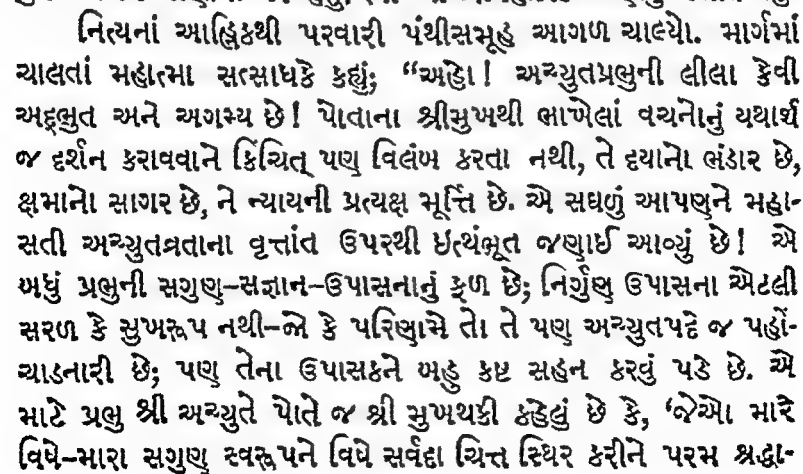 નિત્યનાં આહ્નિકથી પરવારી પંથીસમૂહ આગળ ચાલ્યો. માર્ગમાં
ચાલતાં મહાત્મા સત્સાધકે કહ્યું; “અહો! અચ્યુતપ્રભુની લીલા કેવી
અદ્ભુત અને અગમ્ય છે! પોતાના શ્રીમુખથી ભાખેલાં વચનોનું યથાર્થ
જ દર્શન કરાવવાને કિંચિત્ પણ વિલંબ કરતા નથી, તે દયાનો ભંડાર છે,
ક્ષમાનો સાગર છે, ને ન્યાયની પ્રત્યક્ષ મૂર્ત્તિ છે. એ સઘળું આપણને મહા-
સતી અચ્યુતવ્રતાના વૃત્તાંત ઉપરથી ઇત્થંભૂત જણાઈ આવ્યું છે! એ
બધું પ્રભુની સગુણ–સજ્ઞાન–ઉપાસનાનું ફળ છે; નિર્ગુણ ઉપાસના એટલી
સરળ કે સુખરૂપ નથી–જો કે પરિણામે તો તે પણ અચ્યુતપદે જ પહોં-
ચાડનારી છે; પણ તેના ઉપાસકને બહુ કષ્ટ સહન કરવું પડે છે. એ
માટે પ્રભુ શ્રી અચ્યુતે પોતે જ શ્રી મુખથકી કહેલું છે કે, ‘જેઓ મારે
વિષે–મારા સગુણ સ્વરૂપને વિષે સર્વદા ચિત્ત સ્થિર કરીને પરમ શ્રદ્ધા-